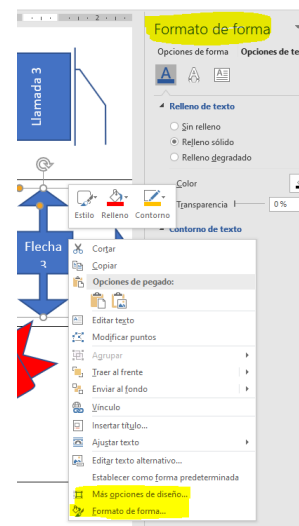 2
Formato de forma
Opciones de forma Opciones de te
A A A
Llamada 3
Relleno de texto
Sin relleno
Relleno sólido
Relleno degradado
Color
Transparencia 0 %
Contorno de texto
Estilo Relleno Contorno
Flecha
3
Cortar
Copiar
Opciones de pegado:
Editar texto
Modificar puntos
Agrupar
Traer al frente
Enviar al fondo
Vínculo
Insertar título...
Ajustar texto
Editar texto alternativo...
Establecer como forma predeterminada
Más opciones de diseño...
Formato de forma...